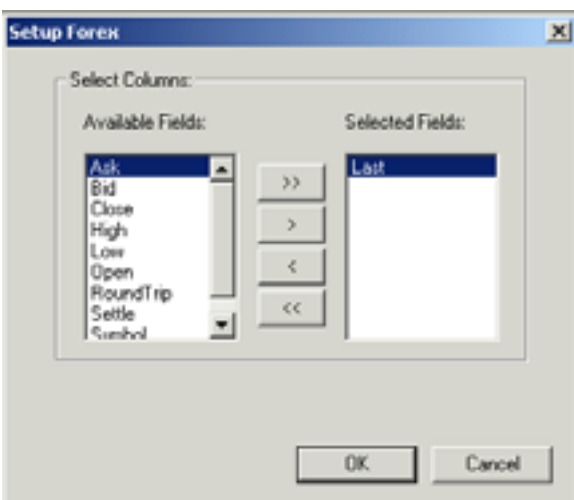 Setup Forex
Select Columns:
Available Fields:
Selected Fields:
Ask
Bid
Close
High
Low
Open
RoundTrip
Settle
Symbol
>>
>
<
<<
Last
OK
Cancel